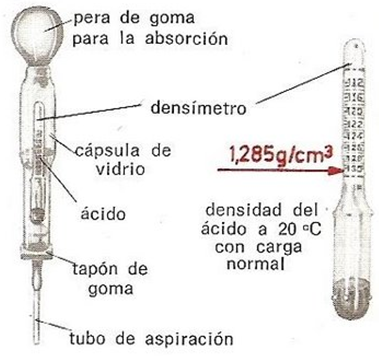 pera de goma
para la absorción
densímetro
cápsula de
vidrio
1,285g/cm³
ácido
densidad del
ácido a 20 ºC
con carga
normal
tapón de
goma
tubo de aspiración